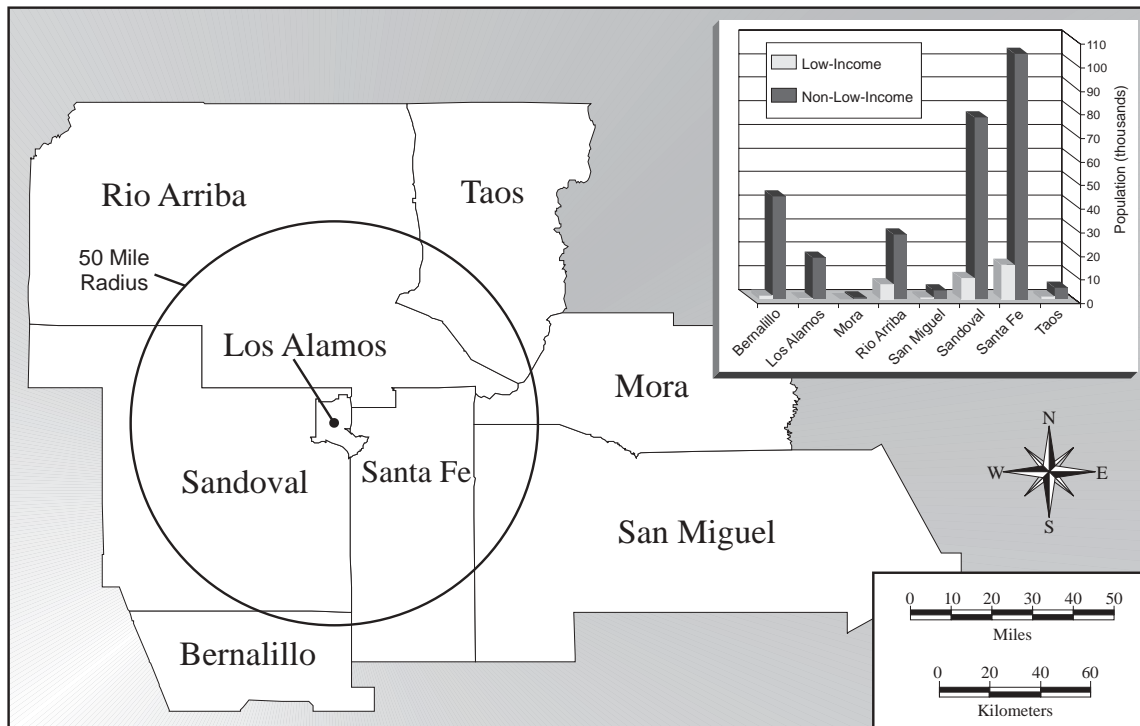 Rio Arriba
Taos
50 Mile
Radius
Los Alamos
Mora
Sandoval
Santa Fe
San Miguel
Bernalillo
Low-Income
Non-Low-Income
110
100
90
80
70
60
50
40
30
20
10
0
Population (thousands)
Bernalillo
Los Alamos
Mora
Rio Arriba
San Miguel
Sandoval
Santa Fe
Taos
N
W E
S
0 10 20 30 40 50
Miles
0 20 40 60
Kilometers